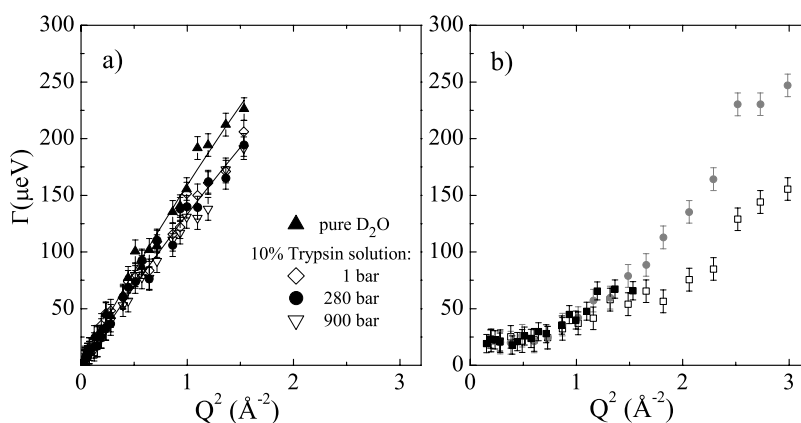 300
250
200
150
100
50
0
Γ(μeV)
a)
pure D2O
10% Trypsin solution:
1 bar
280 bar
900 bar
0 1 2 3
Q2 (Å-2)
300
250
200
150
100
50
0
b)
0 1 2 3
Q2 (Å-2)